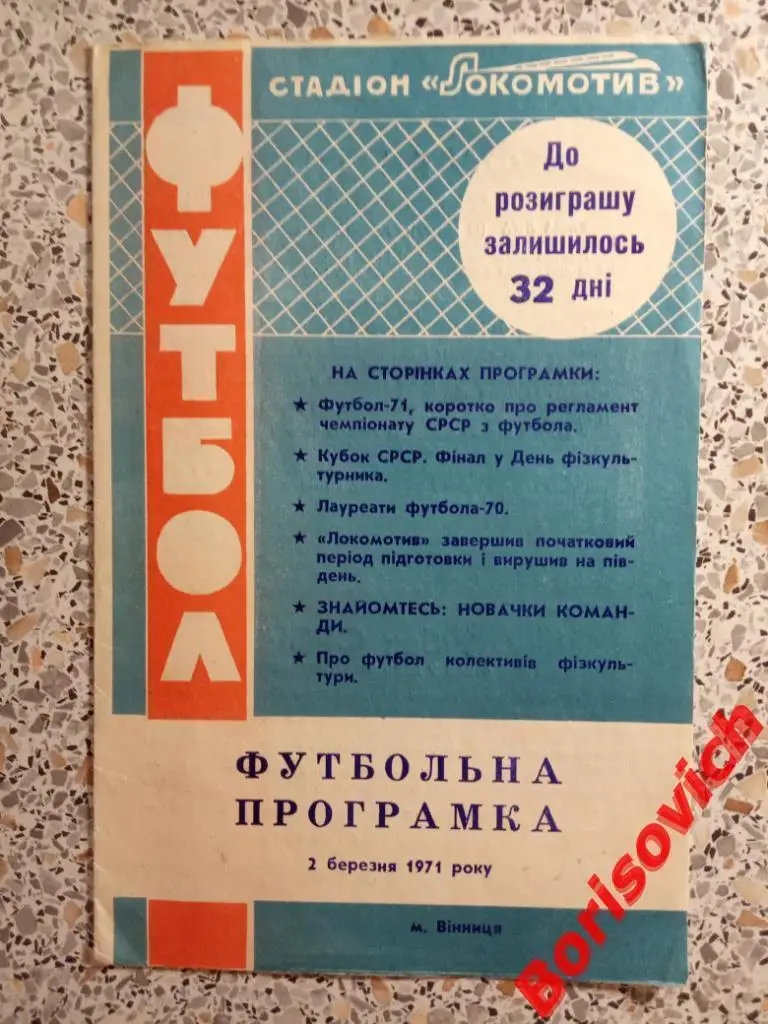 ФУТБОЛ
СТАДІОН «ЛОКОМОТИВ»
До
розиграшу
залишилось
32 дні
НА СТОРІНКАХ ПРОГРАМКИ:
★ Футбол-71, коротко про регламент
чемпіонату СРСР з футбола.
★ Кубок СРСР. Фінал у День фізкуль-
турника.
★ Лауреати футбола-70.
★ «Локомотив» завершив початковий
період підготовки і вирушив на пів-
день.
★ ЗНАЙОМТЕСЬ: НОВАЧКИ КОМАН-
ДИ.
★ Про футбол колективів фізкуль-
тури.
ФУТБОЛЬНА
ПРОГРАМКА
2 березня 1971 року
м. Вінниця
Borisovich